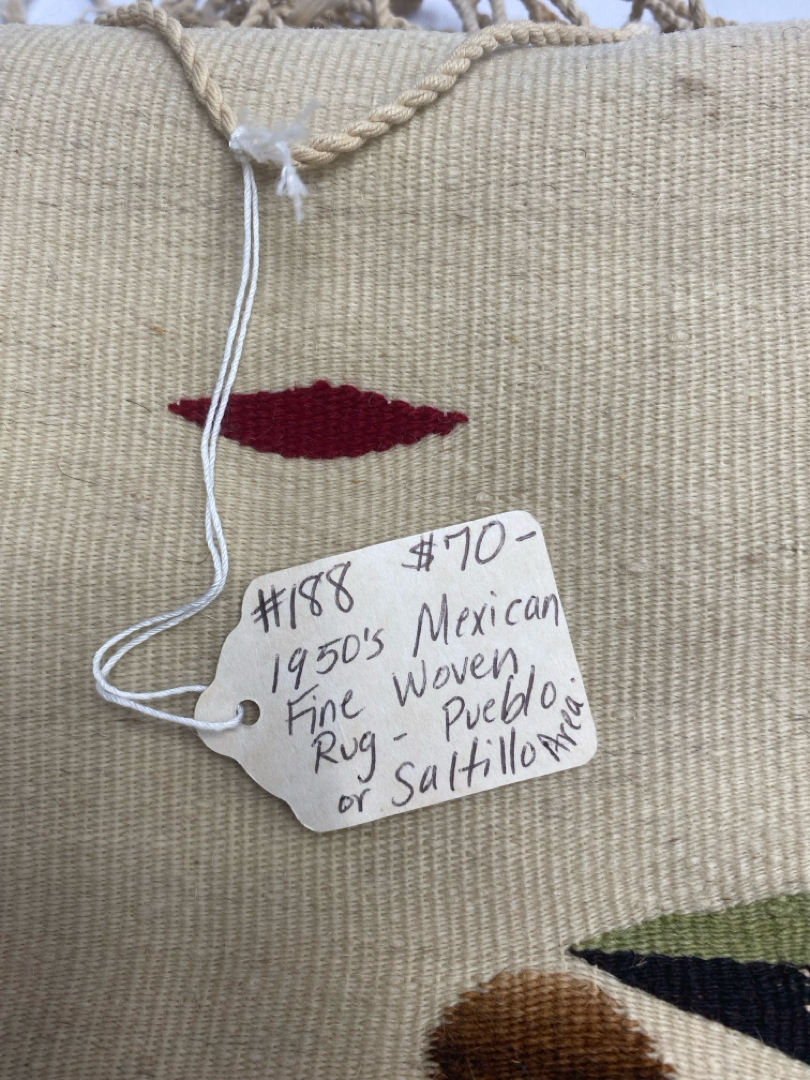 #188 $70-
1950's Mexican
Fine Woven
Rug - Pueblo
or Saltillo Area.